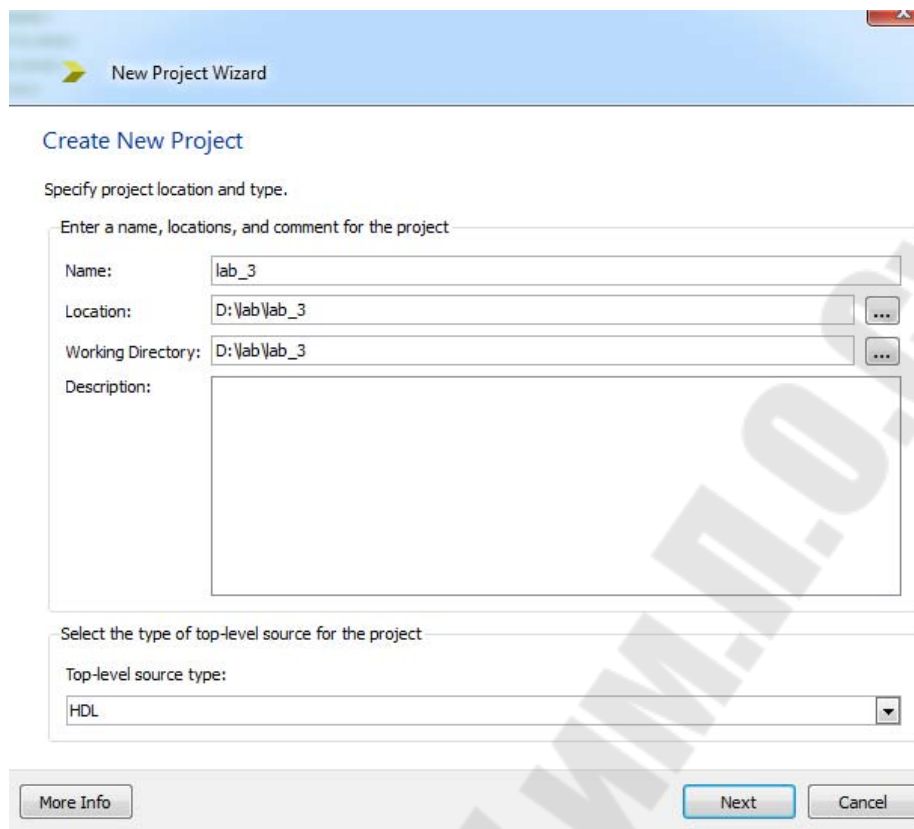 New Project Wizard
Create New Project
Specify project location and type.
Enter a name, locations, and comment for the project
Name: lab_3
Location: D:\lab\lab_3 ...
Working Directory: D:\lab\lab_3 ...
Description:
Select the type of top-level source for the project
Top-level source type:
HDL
More Info Next Cancel
ИМ.П.О.